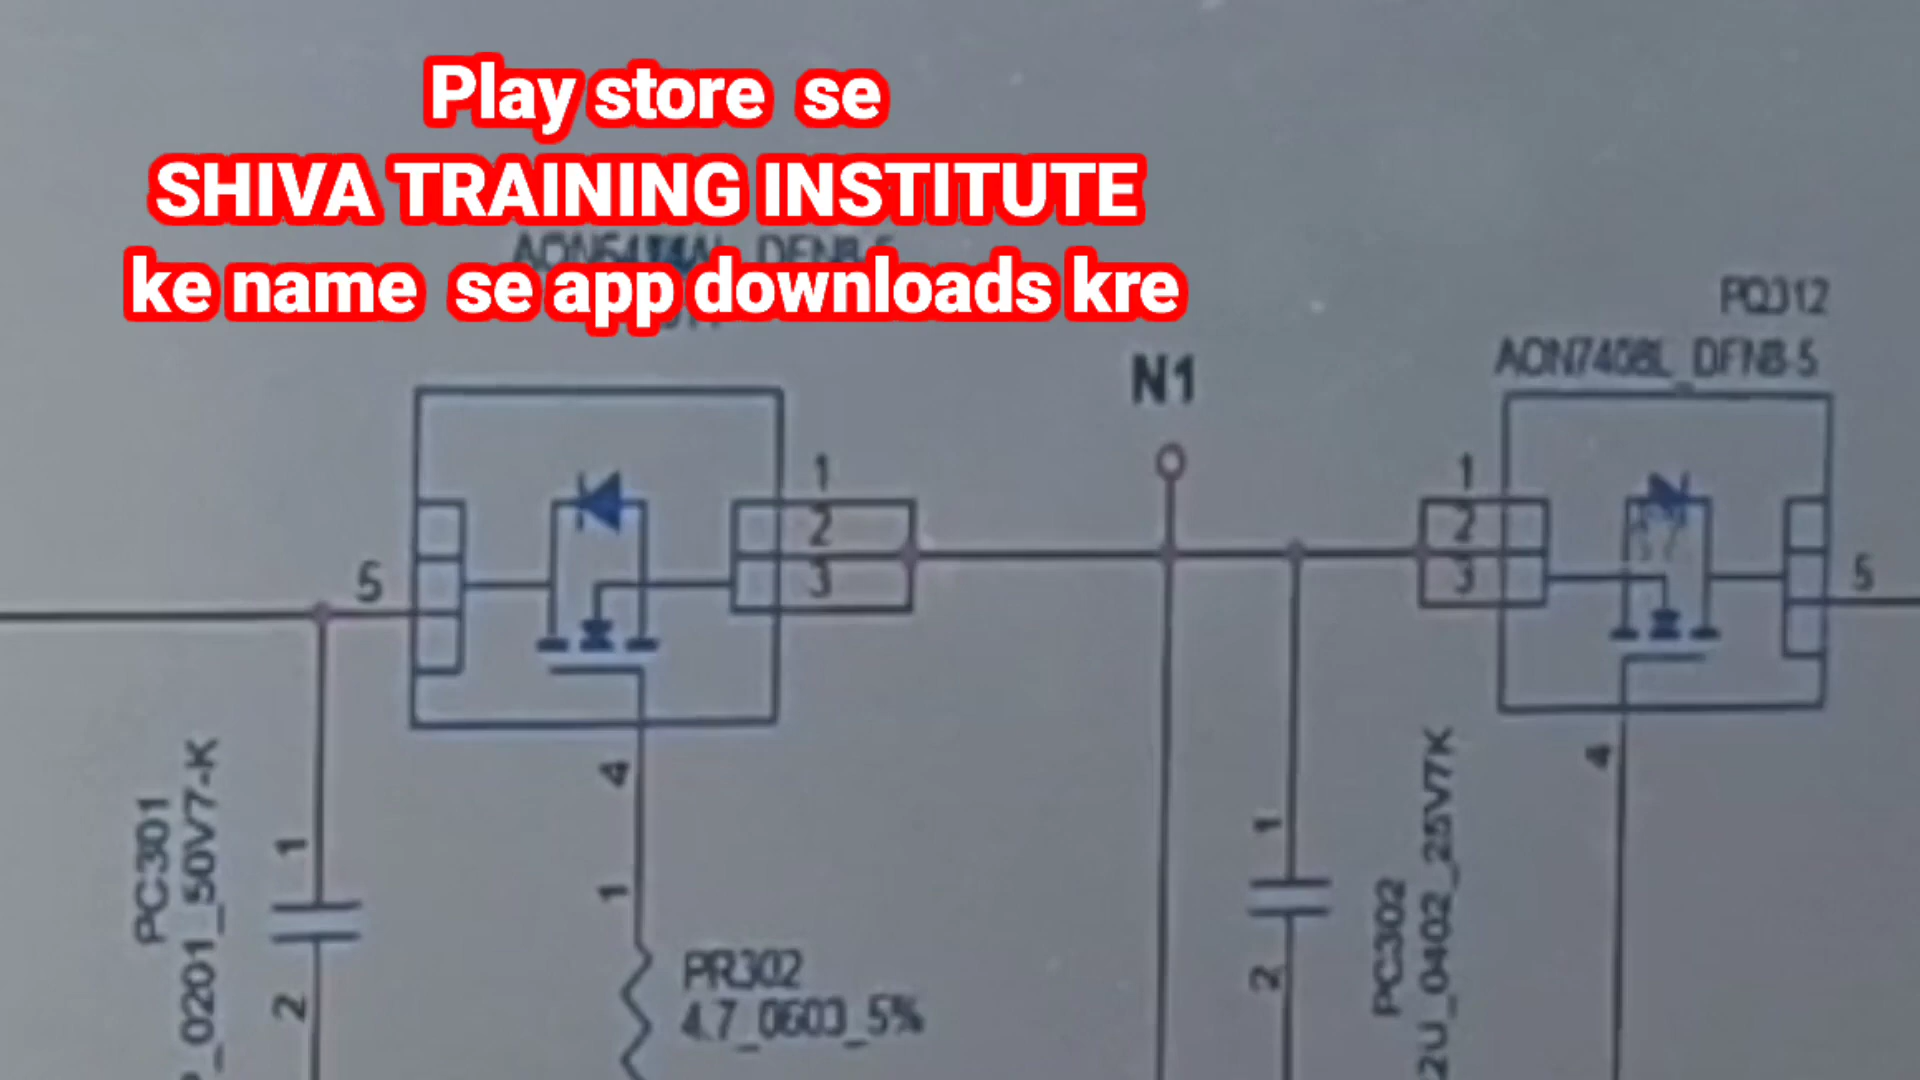 Play store se
SHIVA TRAINING INSTITUTE
ke name se app downloads kre
PQ312
AON7408L_DFN8-5
N1
1
2
3
5
4
1
2
3
5
4
PC301
_0201_50V7-K
1
2
1
PR302
4.7_0603_5%
1
2
PC302
2U_0402_25V7K